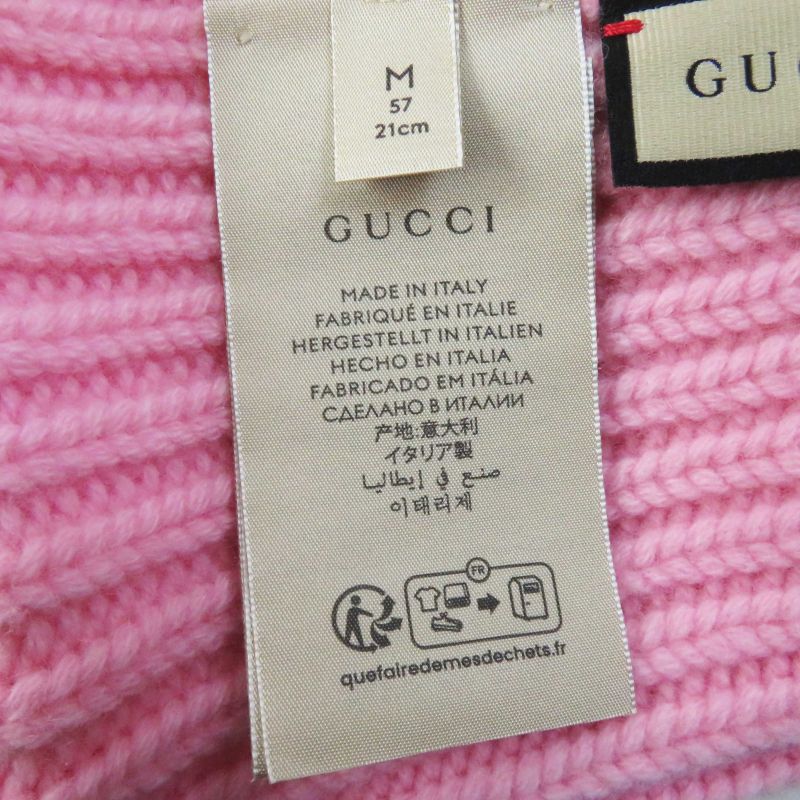 M
57
21cm
GUC
GUCCI
MADE IN ITALY
FABRIQUÉ EN ITALIE
HERGESTELLT IN ITALIEN
HECHO EN ITALIA
FABRICADO EM ITÁLIA
СДЕЛАНО В ИТАЛИИ
产地:意大利
イタリア製
صنع في إيطاليا
이태리제
FR
quefairedemesdechets.fr